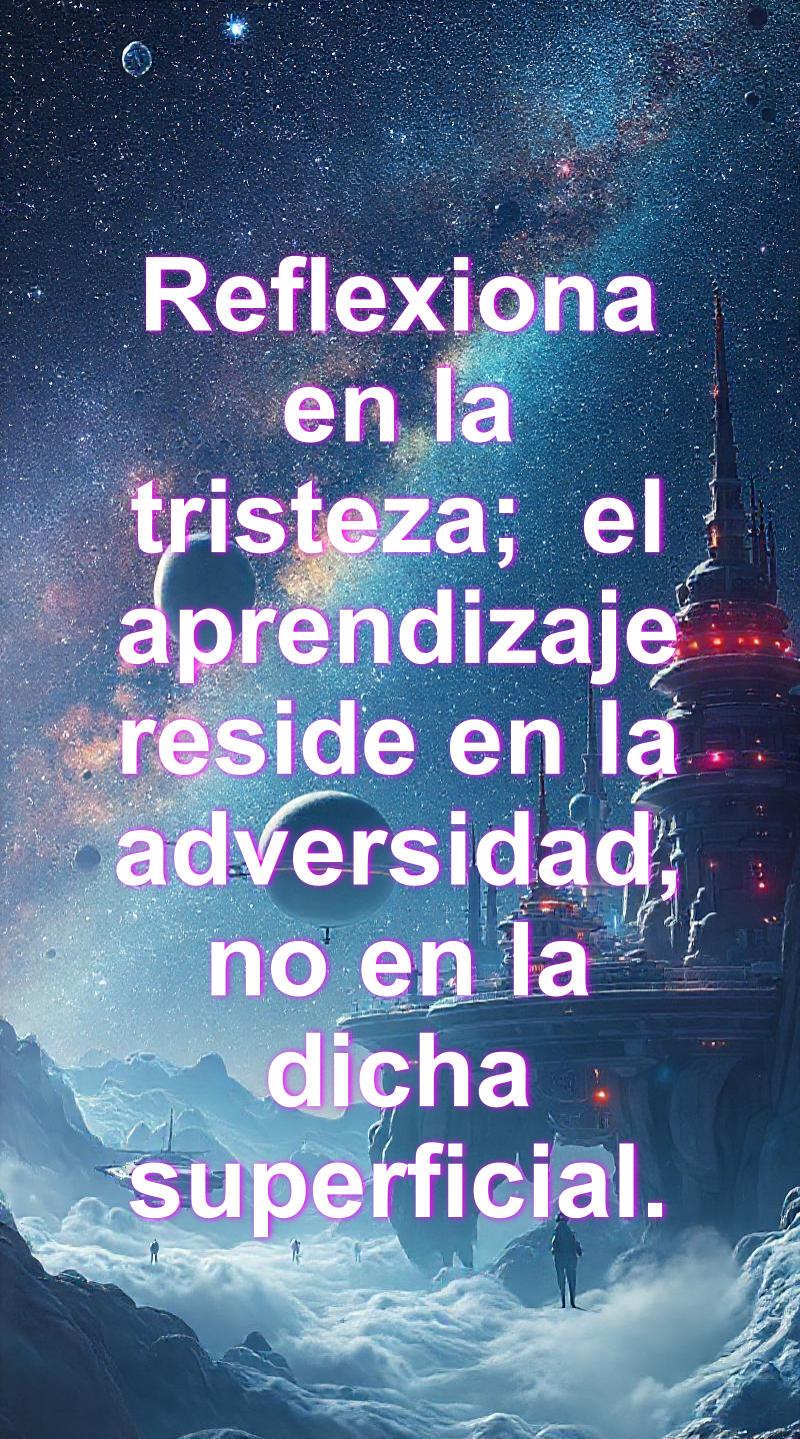 Reflexiona
en la
tristeza;  el
aprendizaje
reside en la
adversidad,
no en la
dicha
superficial.